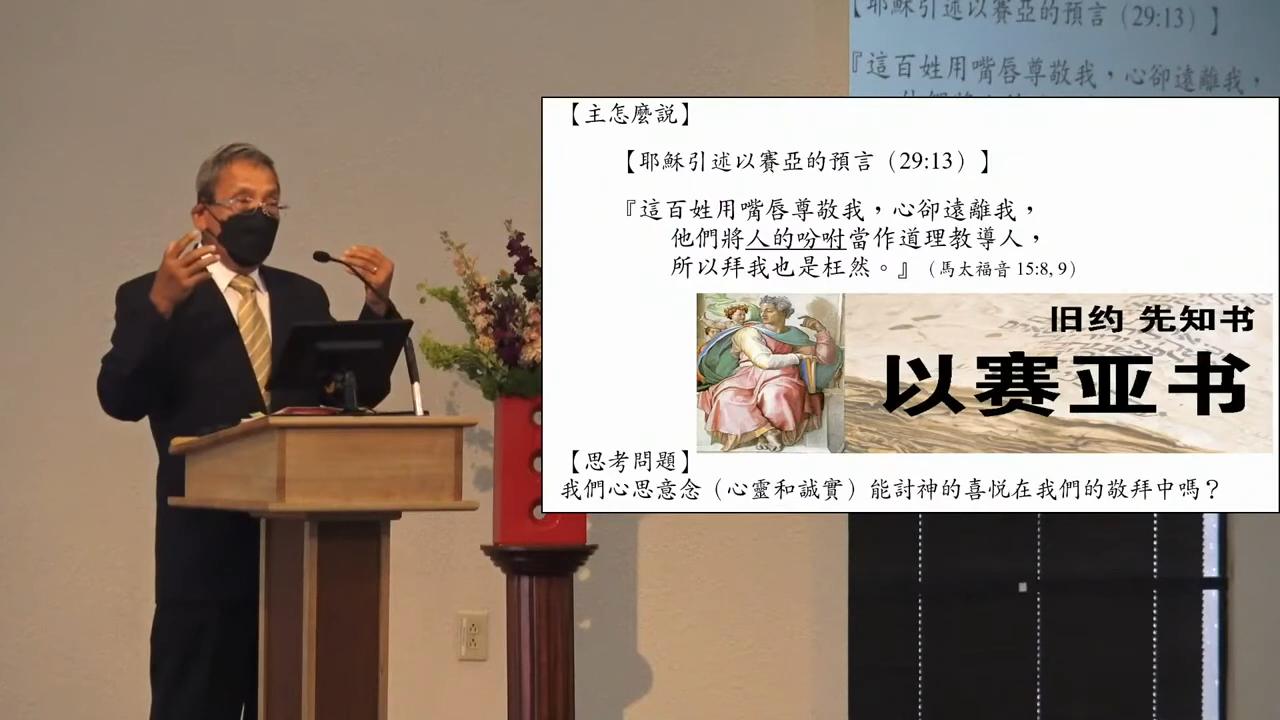 【耶穌引述以賽亞的預言（29:13）】
『這百姓用嘴唇尊敬我，心卻遠離我，
【主怎麼説】
【耶穌引述以賽亞的預言（29:13）】
『這百姓用嘴唇尊敬我，心卻遠離我，
他們將人的吩咐當作道理教導人，
所以拜我也是枉然。』（馬太福音 15:8, 9）
旧约 先知书
以赛亚书
【思考問題】
我們心思意念（心靈和誠實）能討神的喜悦在我們的敬拜中嗎？